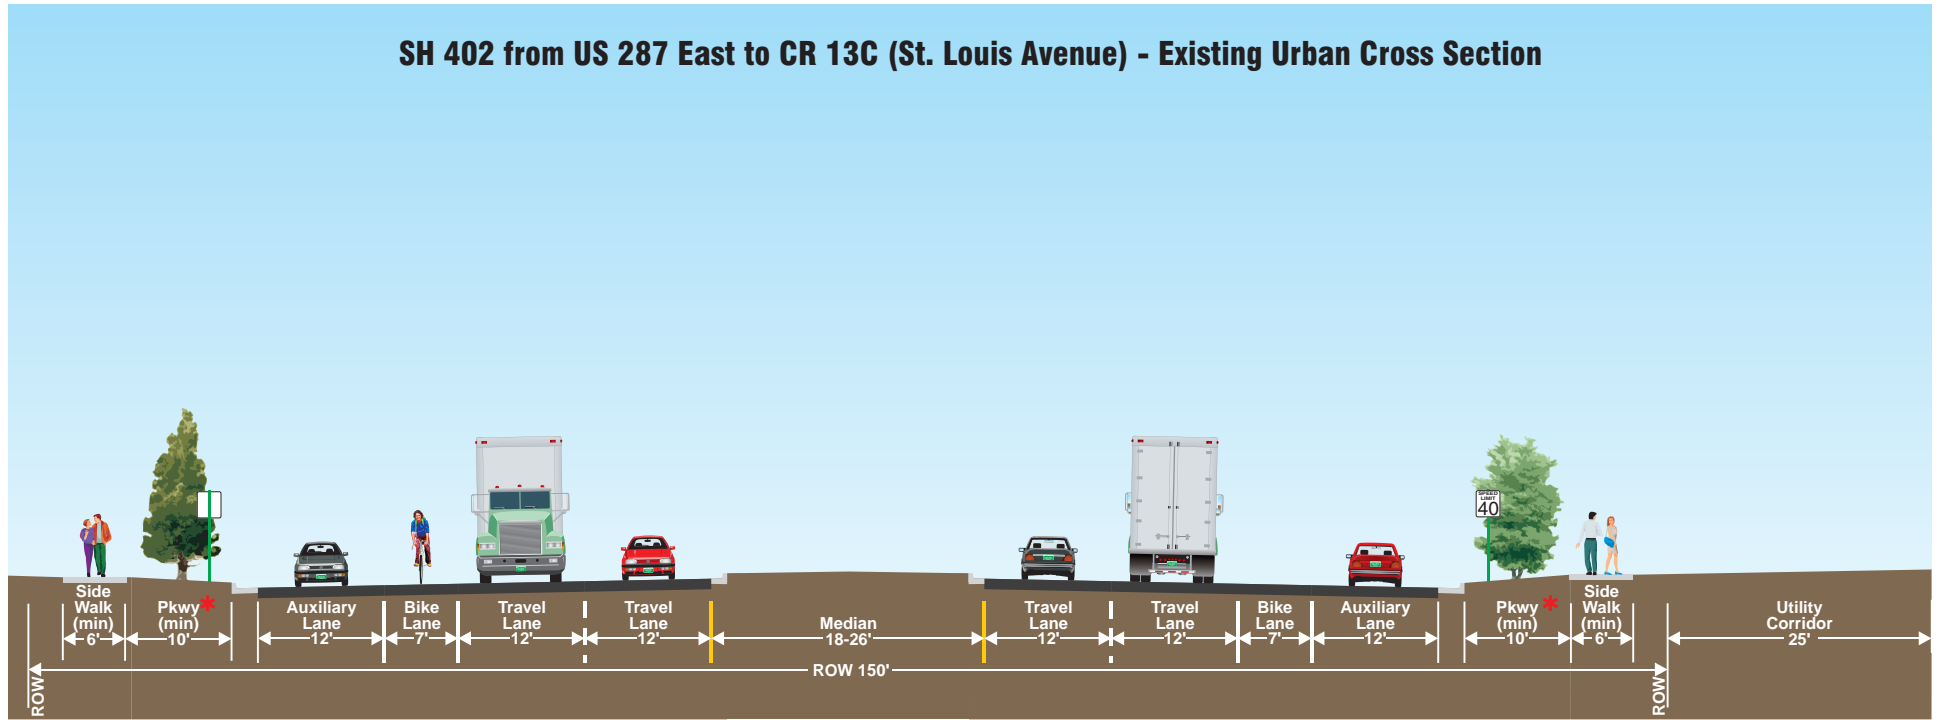 SH 402 from US 287 East to CR 13C (St. Louis Avenue) - Existing Urban Cross Section
SPEED
LIMIT
40
Side
Walk
(min)
6'
Pkwy*
(min)
10'
Auxiliary
Lane
12'
Bike
Lane
7'
Travel
Lane
12'
Travel
Lane
12'
Median
18-26'
Travel
Lane
12'
Travel
Lane
12'
Bike
Lane
7'
Auxiliary
Lane
12'
Pkwy*
(min)
10'
Side
Walk
(min)
6'
Utility
Corridor
25'
ROW 150'
ROW
ROW